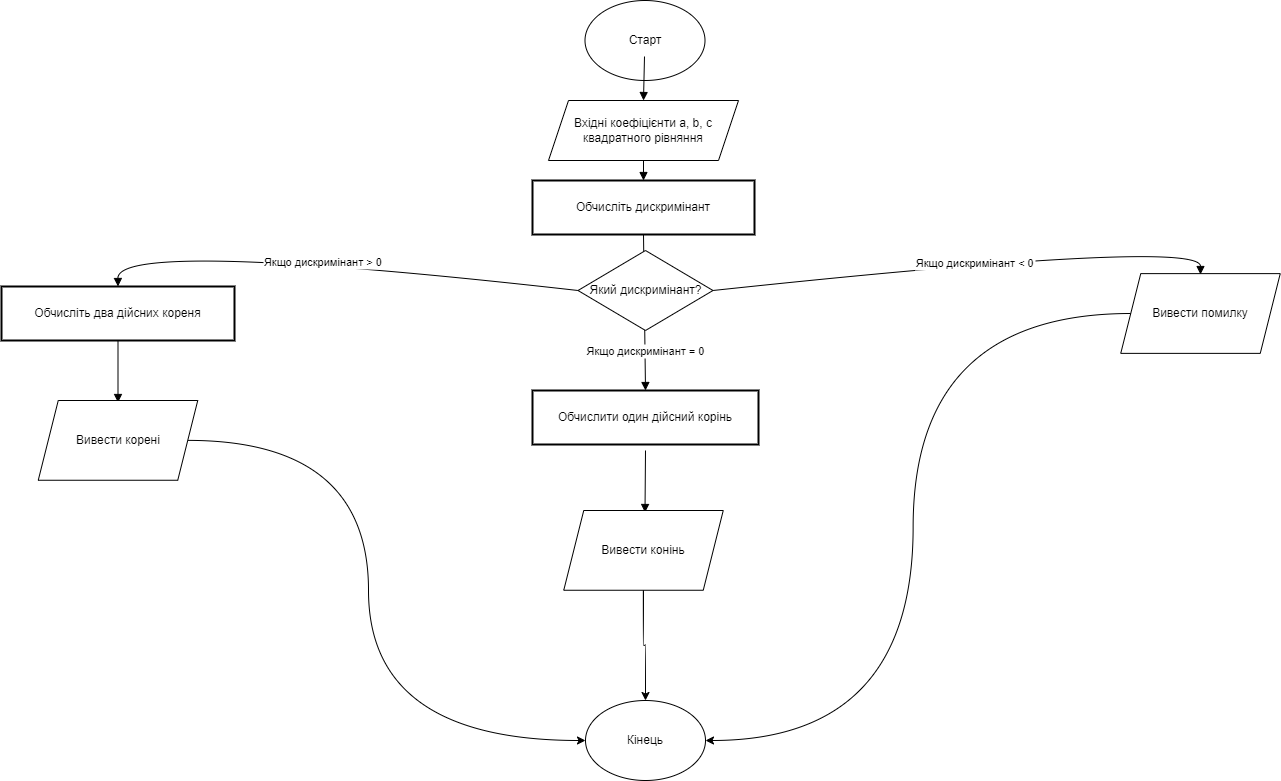 Старт
Вхідні коефіцієнти a, b, c
квадратного рівняння
Обчисліть дискримінант
Якщо дискримінант > 0
Який дискримінант?
Якщо дискримінант < 0
Обчисліть два дійсних кореня
Вивести помилку
Якщо дискримінант = 0
Обчислити один дійсний корінь
Вивести корені
Вивести конінь
Кінець